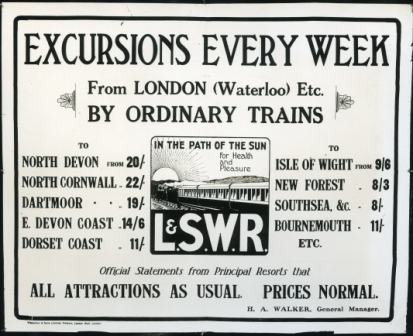 EXCURSIONS EVERY WEEK
From LONDON (Waterloo) Etc.
BY ORDINARY TRAINS
TO
NORTH DEVON FROM 20/-
NORTH CORNWALL . 22/-
DARTMOOR . . . 19/-
E. DEVON COAST . 14/6
DORSET COAST . 11/-
IN THE PATH OF THE SUN
for Health
and
Pleasure
L.&S.W.R.
TO
ISLE OF WIGHT FROM 9/6
NEW FOREST . 8/3
SOUTHSEA, &c. . 8/-
BOURNEMOUTH . 11/-
ETC.
Official Statements from Principal Resorts that
ALL ATTRACTIONS AS USUAL. PRICES NORMAL.
H. A. WALKER, General Manager.